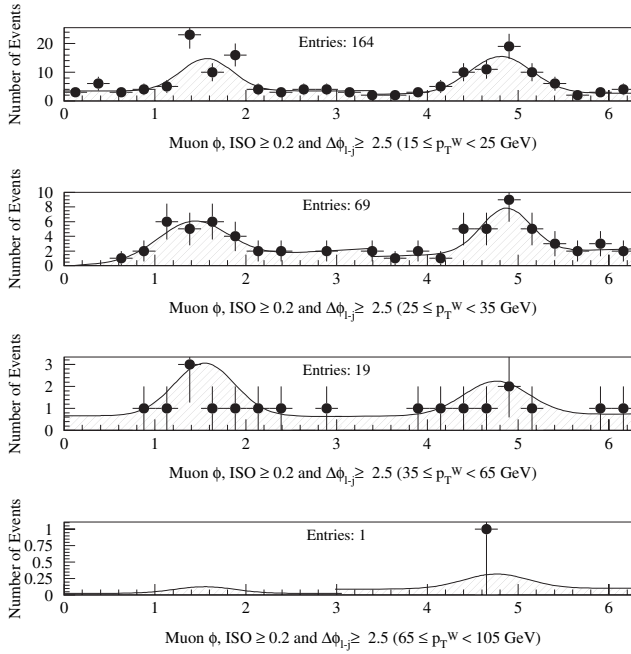 Number of Events
20
10
0
Entries: 164
0 1 2 3 4 5 6
Muon ϕ, ISO ≥ 0.2 and Δϕl-j ≥ 2.5 (15 ≤ pTW < 25 GeV)
Number of Events
10
8
6
4
2
0
Entries: 69
0 1 2 3 4 5 6
Muon ϕ, ISO ≥ 0.2 and Δϕl-j ≥ 2.5 (25 ≤ pTW < 35 GeV)
Number of Events
3
2
1
0
Entries: 19
0 1 2 3 4 5 6
Muon ϕ, ISO ≥ 0.2 and Δϕl-j ≥ 2.5 (35 ≤ pTW < 65 GeV)
Number of Events
1
0.75
0.5
0.25
0
Entries: 1
0 1 2 3 4 5 6
Muon ϕ, ISO ≥ 0.2 and Δϕl-j ≥ 2.5 (65 ≤ pTW < 105 GeV)